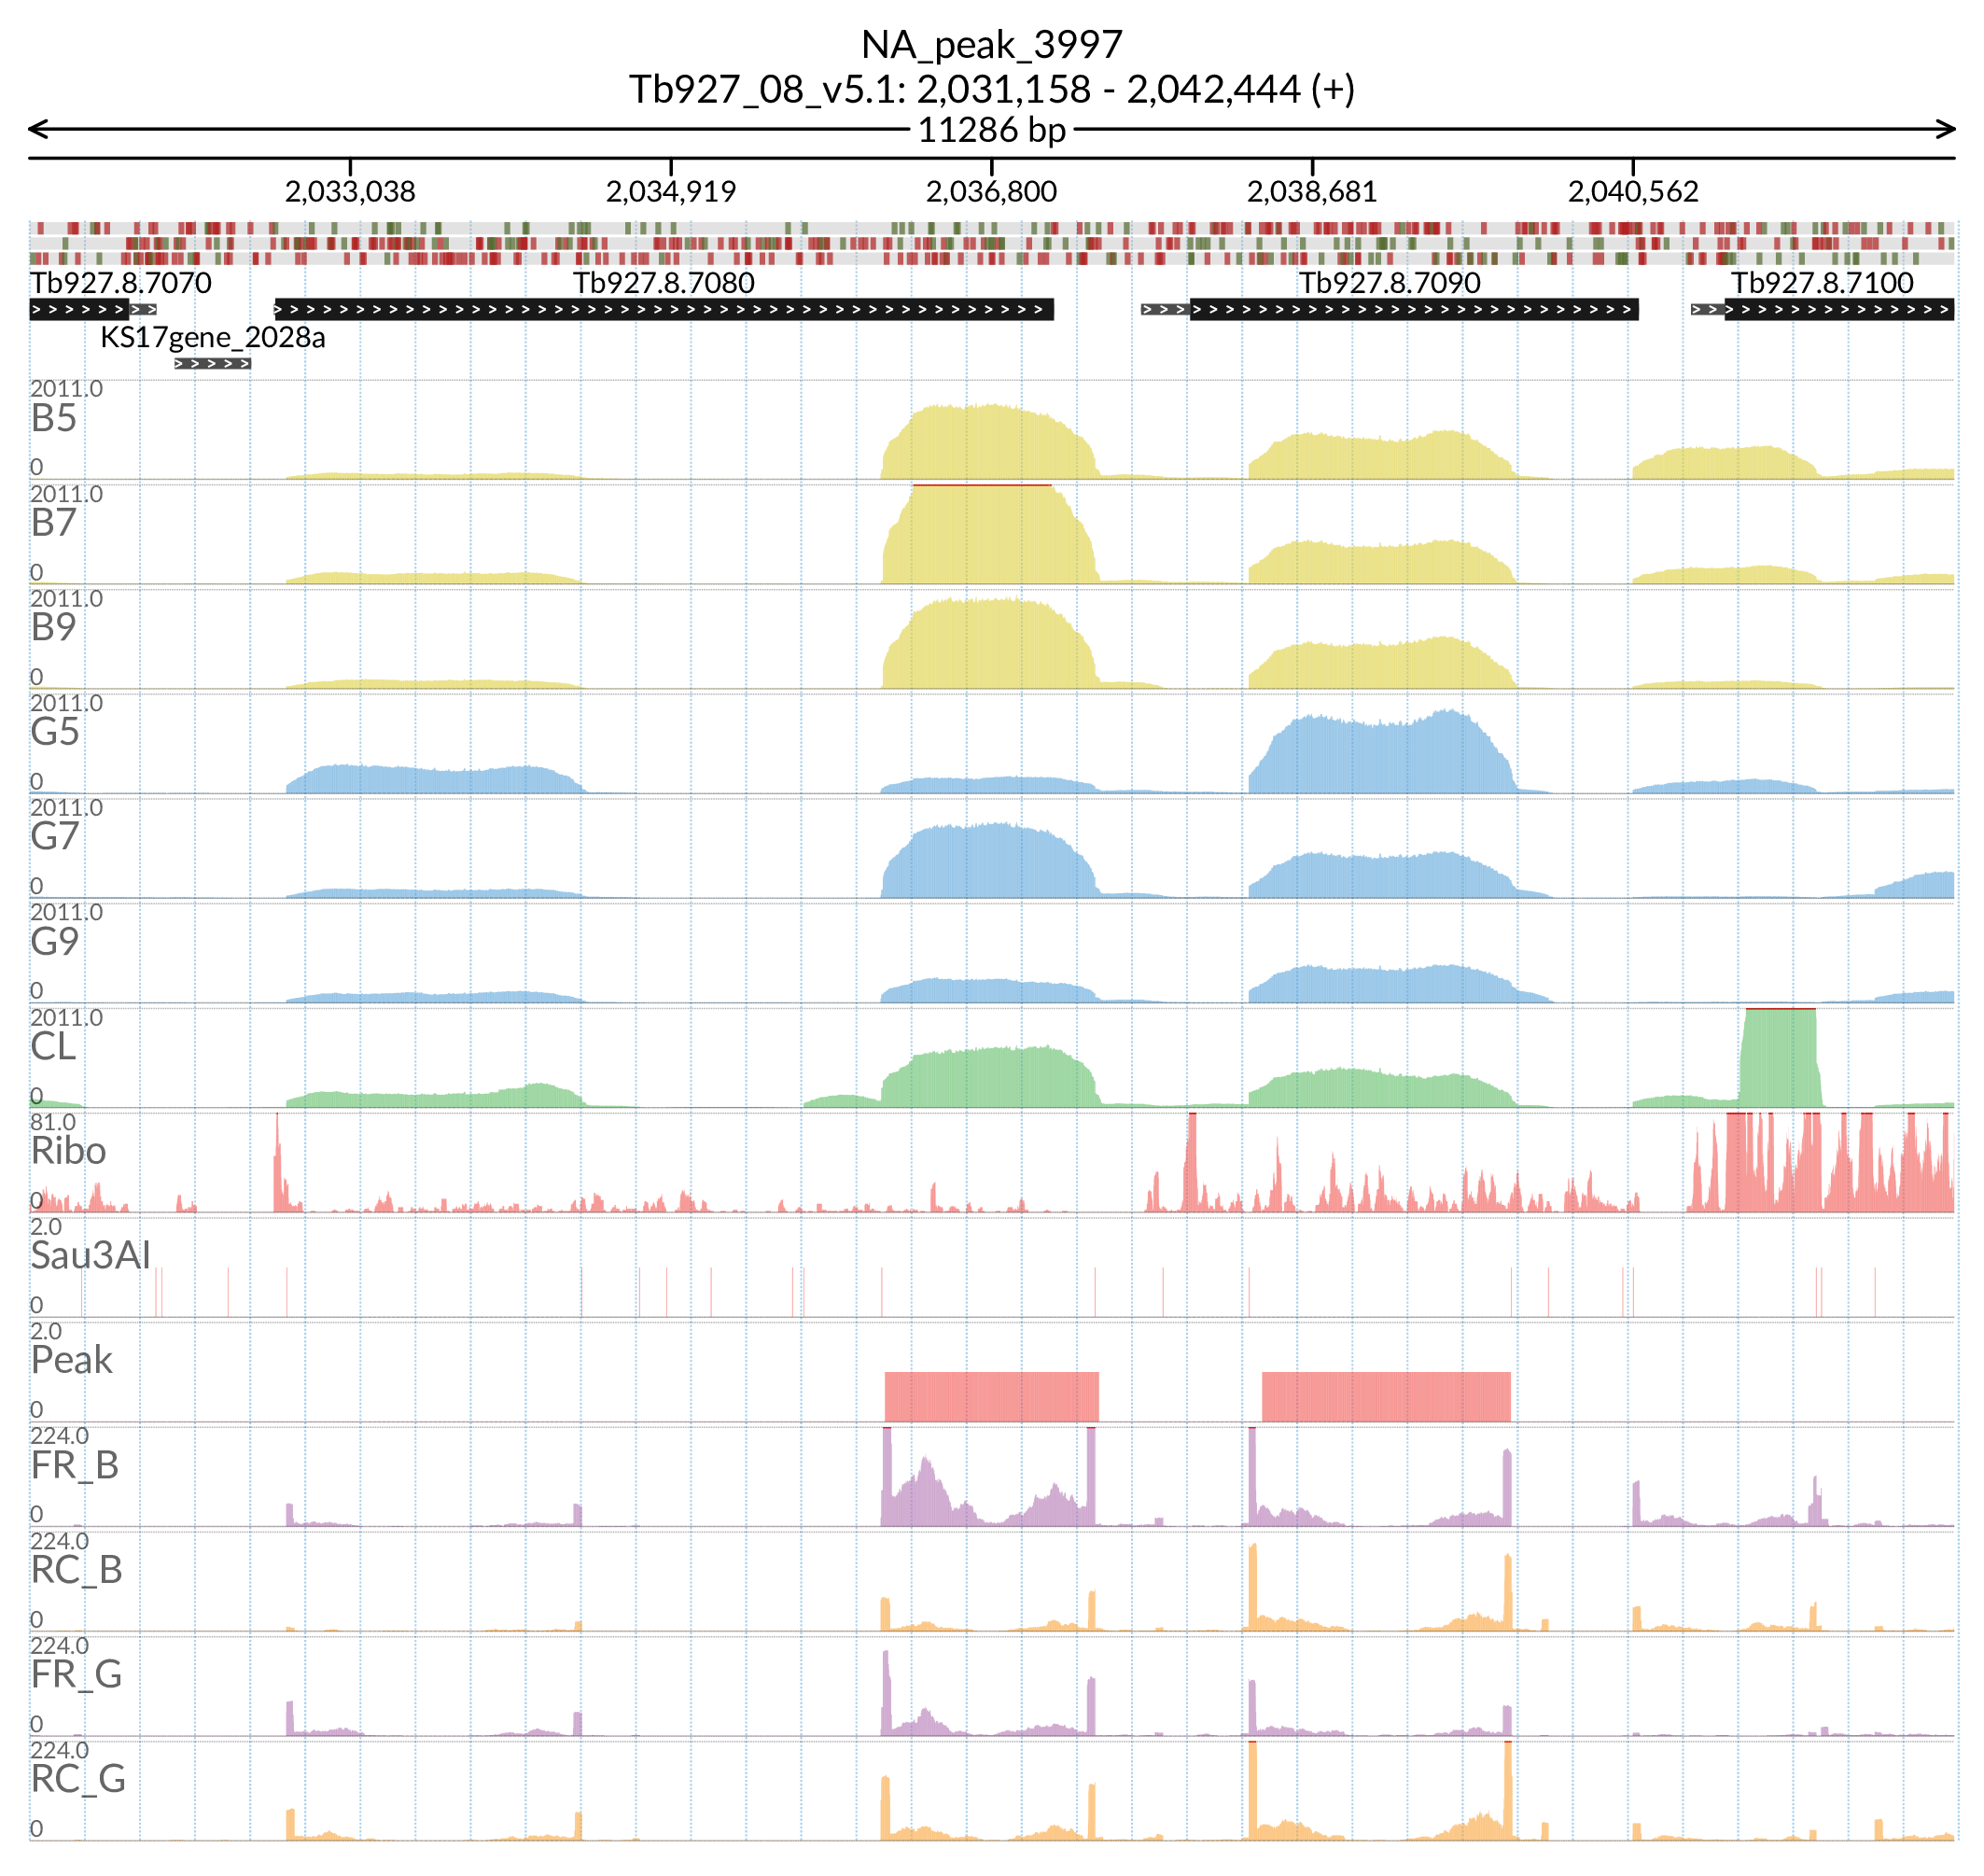 NA_peak_3997
Tb927_08_v5.1: 2,031,158 - 2,042,444 (+)
11286 bp
2,033,038 2,034,919 2,036,800 2,038,681 2,040,562
Tb927.8.7070 Tb927.8.7080 Tb927.8.7090 Tb927.8.7100
KS17gene_2028a
2011.0
B5
0
2011.0
B7
0
2011.0
B9
0
2011.0
G5
0
2011.0
G7
0
2011.0
G9
0
2011.0
CL
0
81.0
Ribo
0
2.0
Sau3AI
0
2.0
Peak
0
224.0
FR_B
0
224.0
RC_B
0
224.0
FR_G
0
224.0
RC_G
0